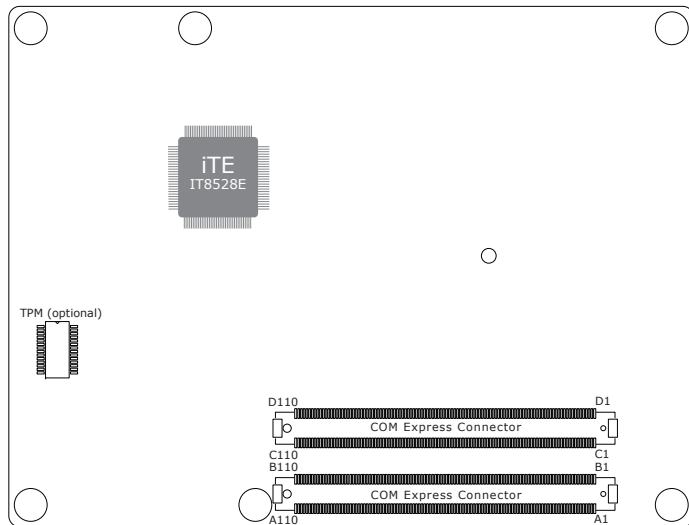 iTE
IT8528E
TPM (optional)
D110
D1
COM Express Connector
C110
C1
B110
B1
COM Express Connector
A110
A1